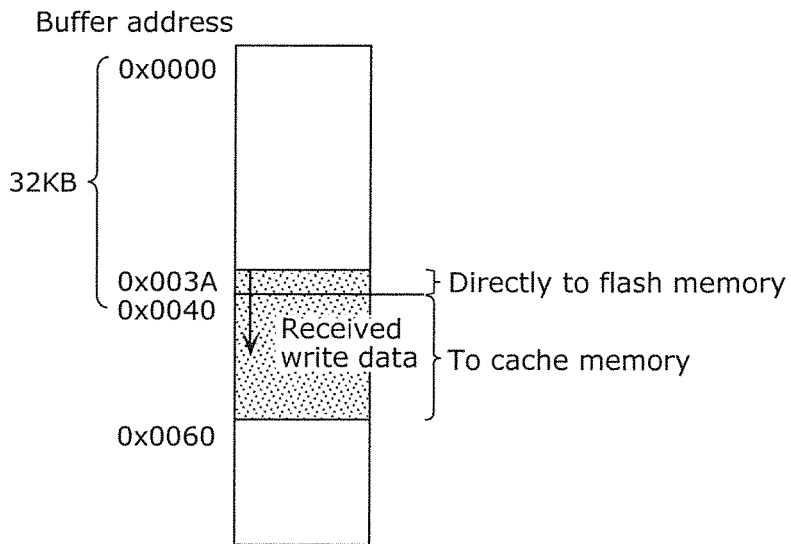 Buffer address
0x0000
32KB
0x003A
Directly to flash memory
0x0040
Received
write data
To cache memory
0x0060